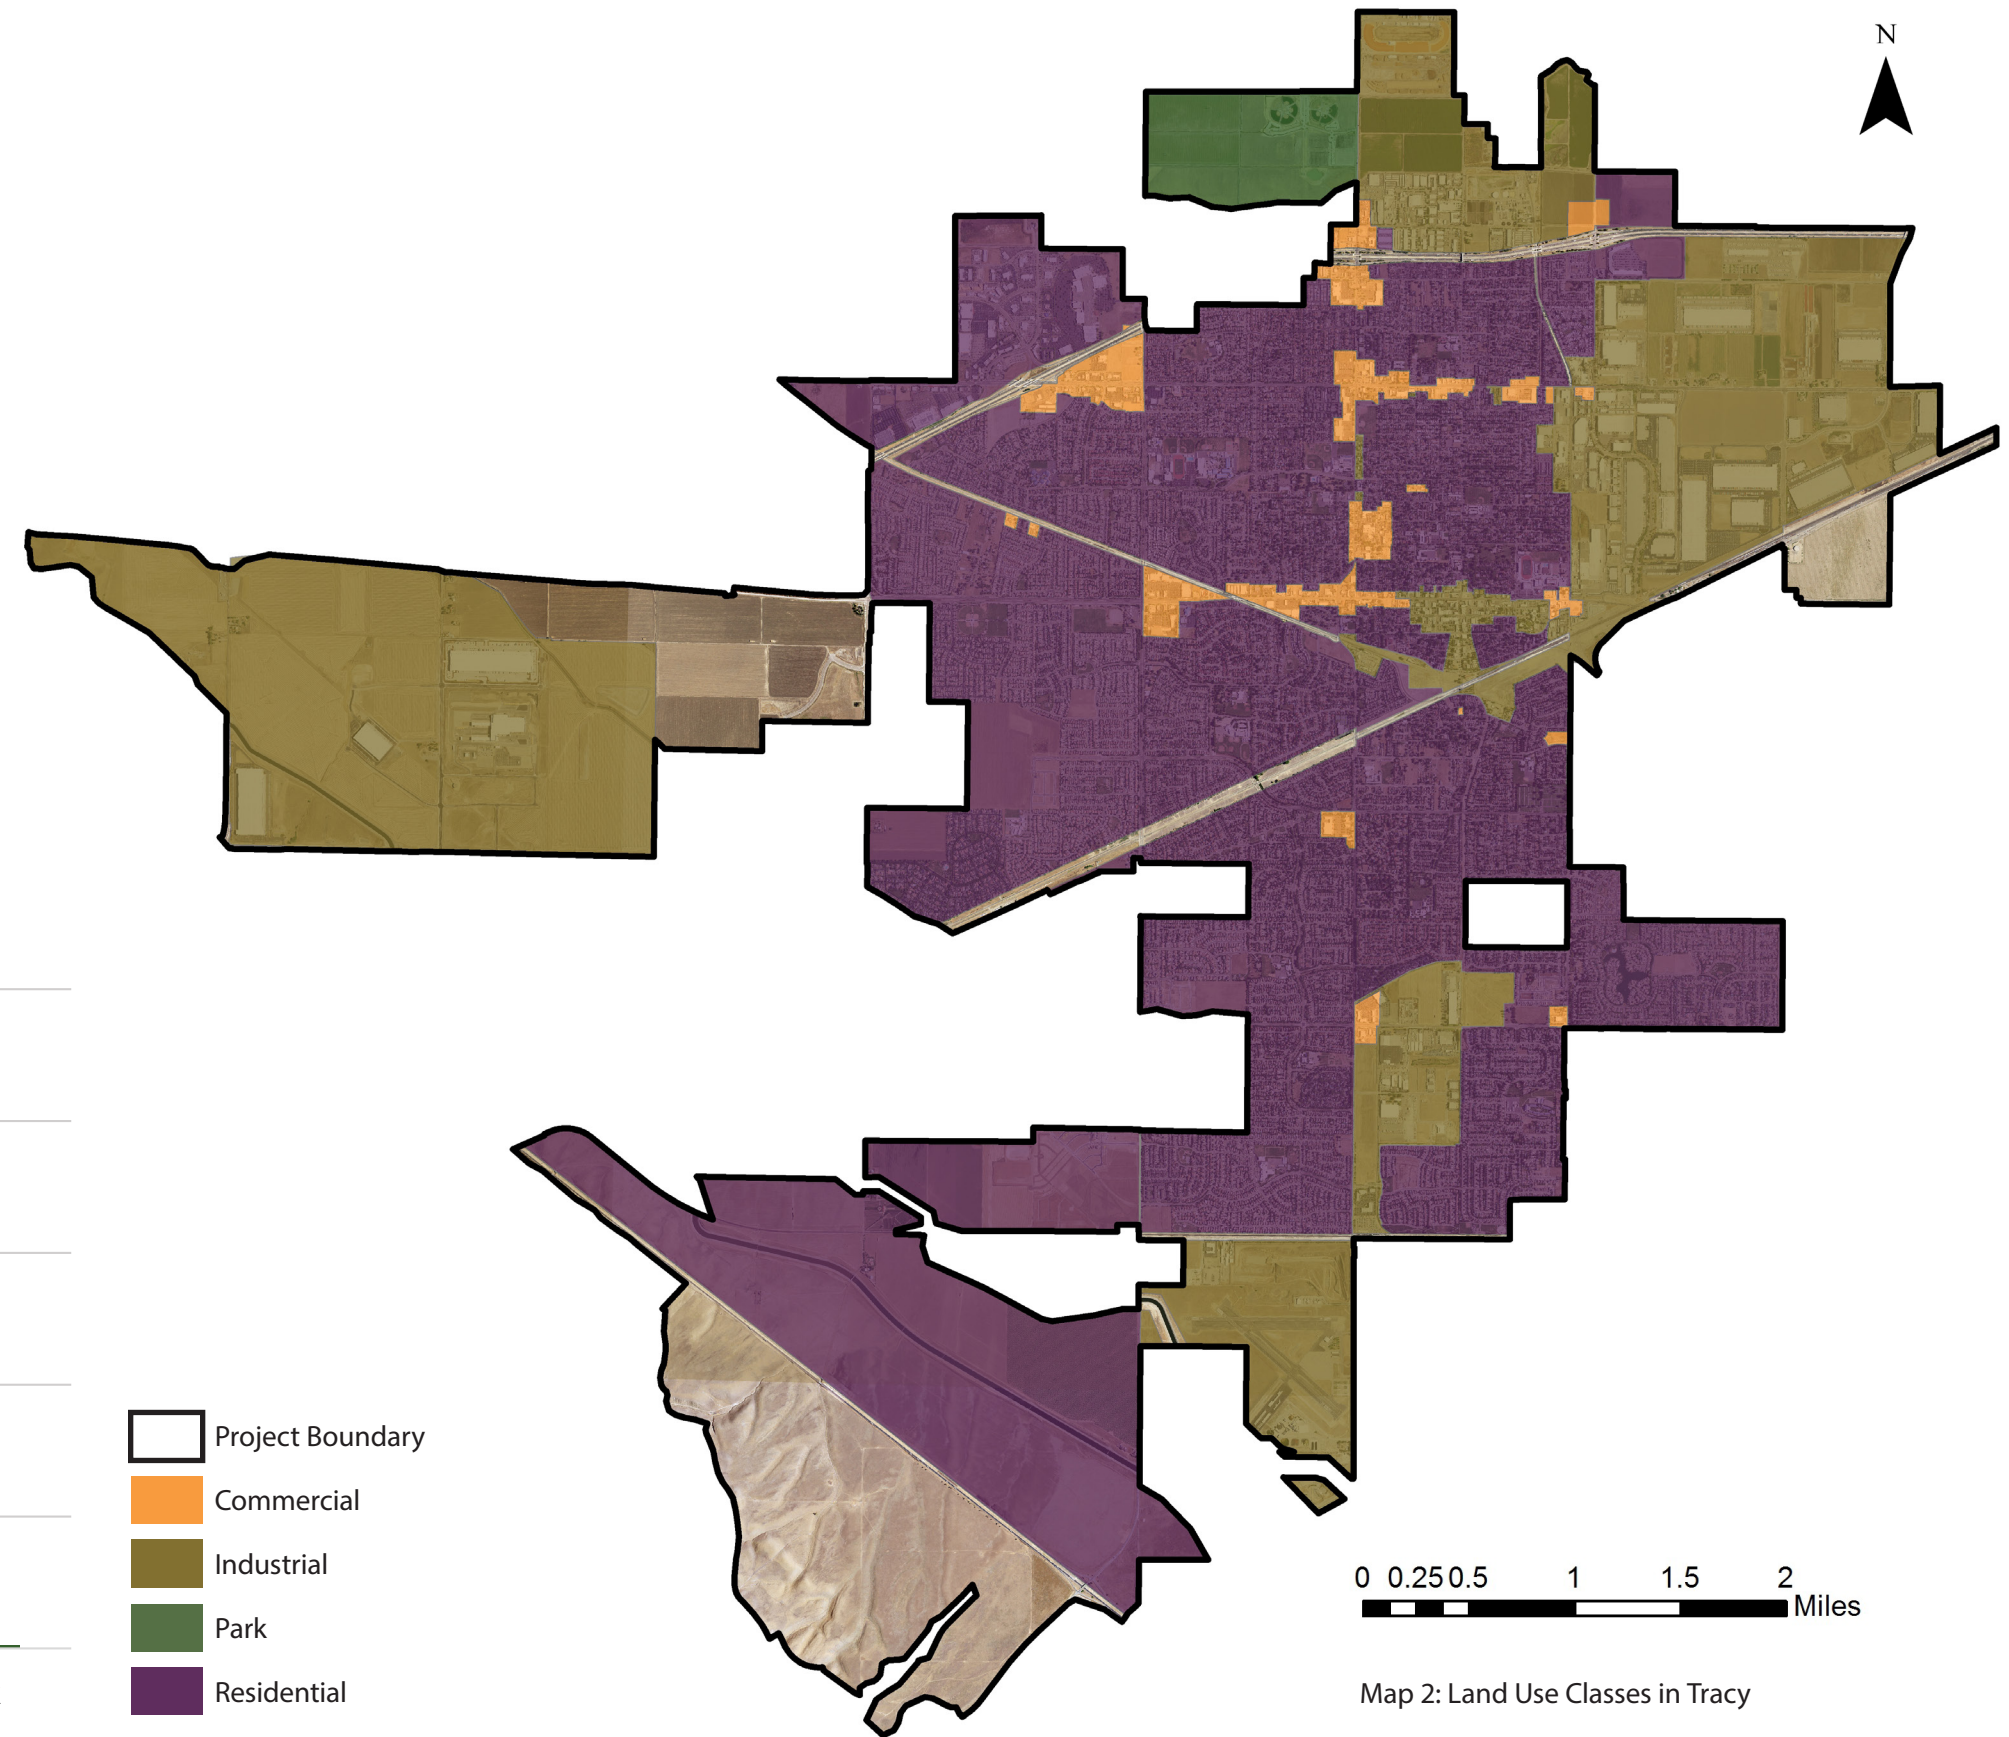 N
Project Boundary
Commercial
Industrial
Park
Residential
0 0.25 0.5 1 1.5 2
Miles
Map 2: Land Use Classes in Tracy